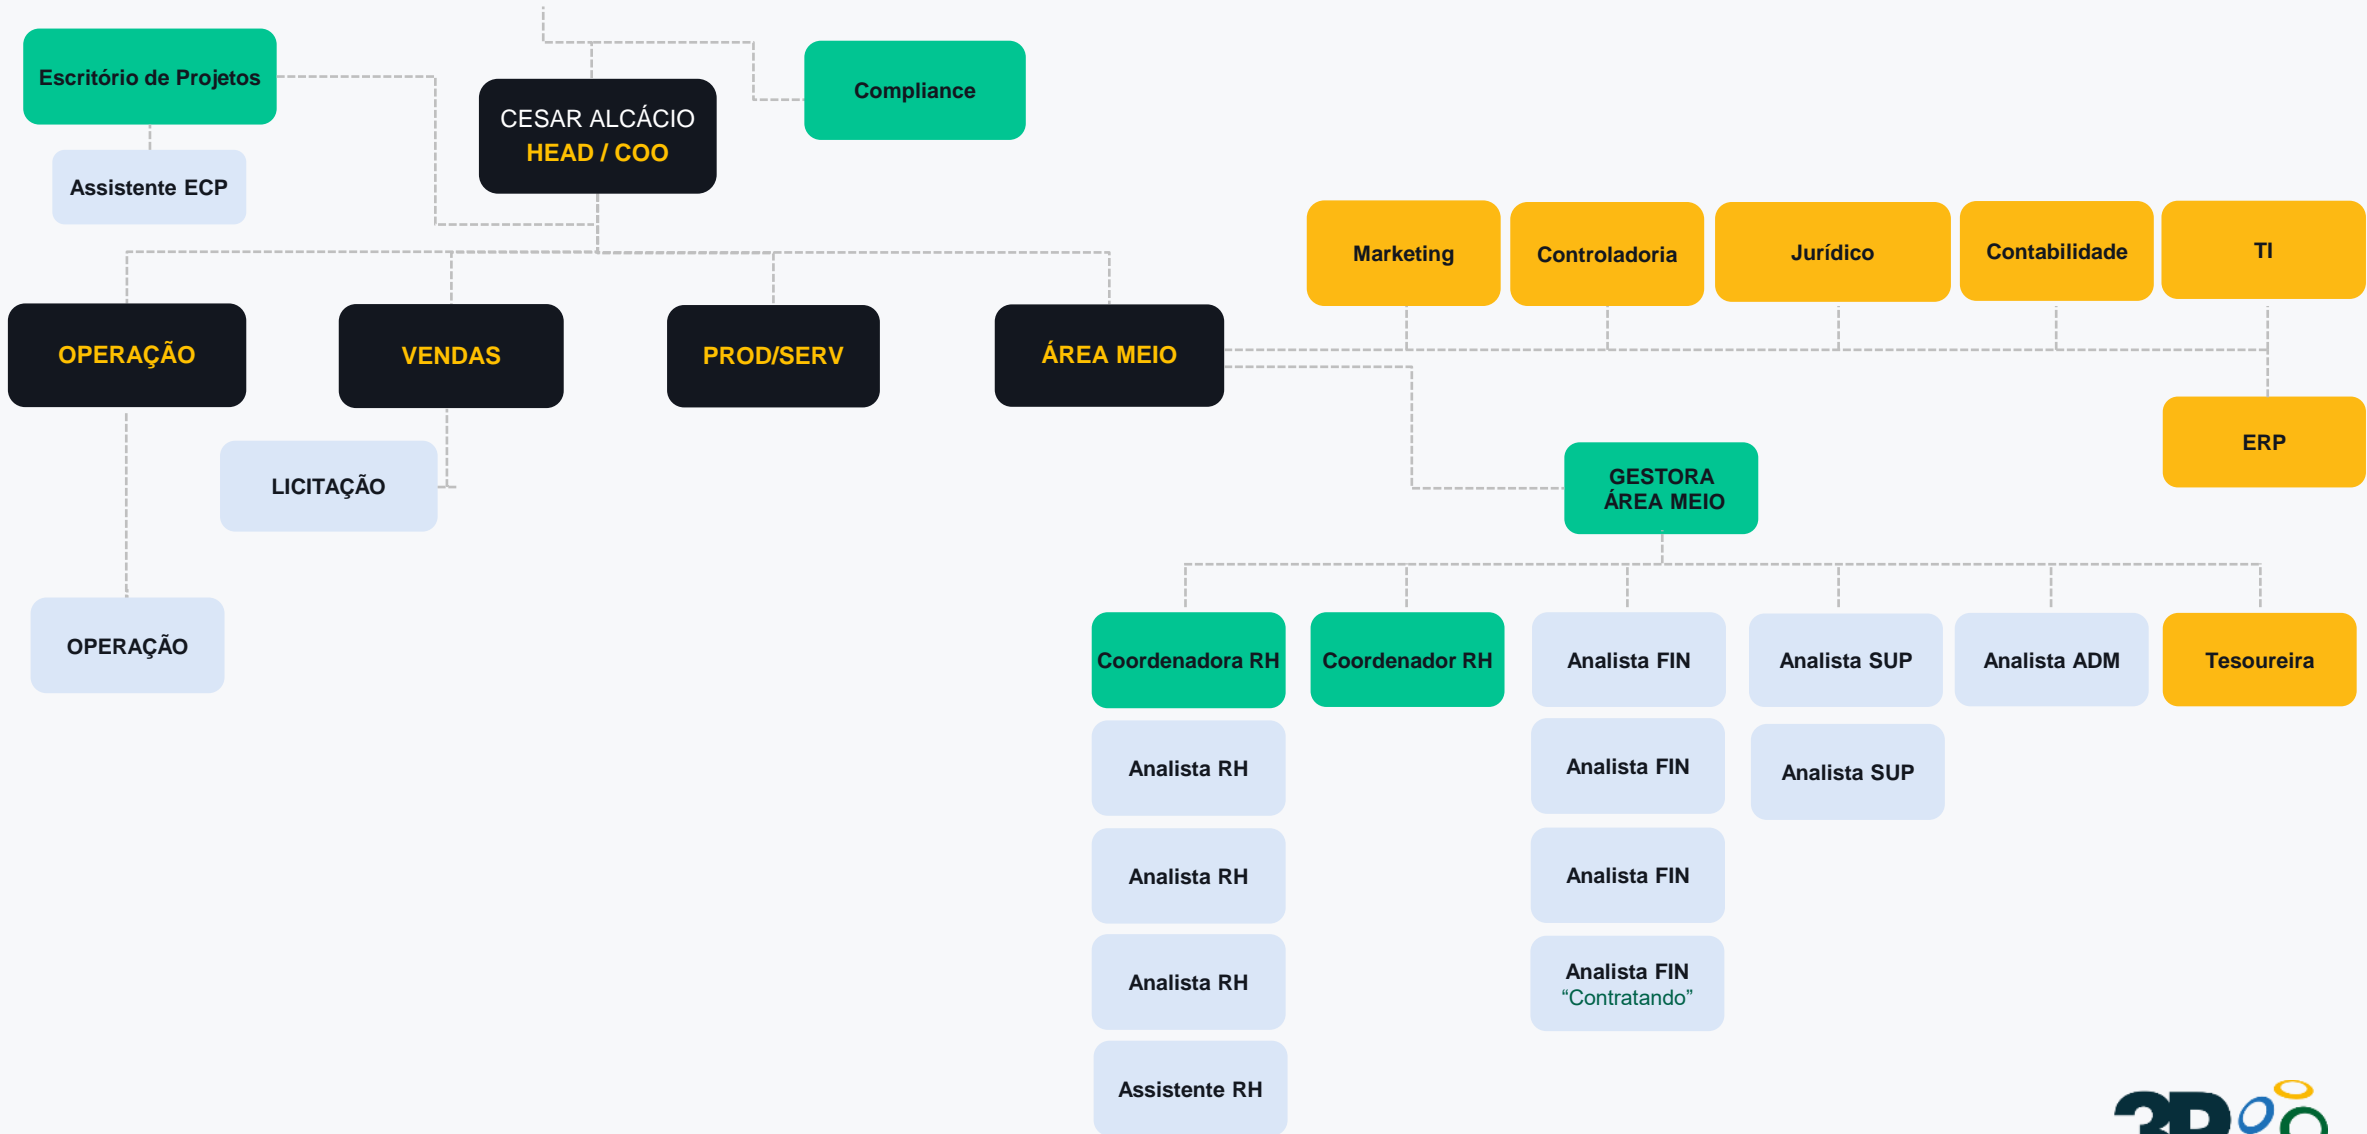 Escritório de Projetos
Assistente ECP
CESAR ALCÁCIO
HEAD / COO
Compliance
Marketing
Controladoria
Jurídico
Contabilidade
TI
OPERAÇÃO
VENDAS
PROD/SERV
ÁREA MEIO
ERP
LICITAÇÃO
GESTORA
ÁREA MEIO
OPERAÇÃO
Coordenadora RH
Coordenador RH
Analista FIN
Analista SUP
Analista ADM
Tesoureira
Analista RH
Analista FIN
Analista SUP
Analista RH
Analista FIN
Analista RH
Analista FIN
“Contratando”
Assistente RH